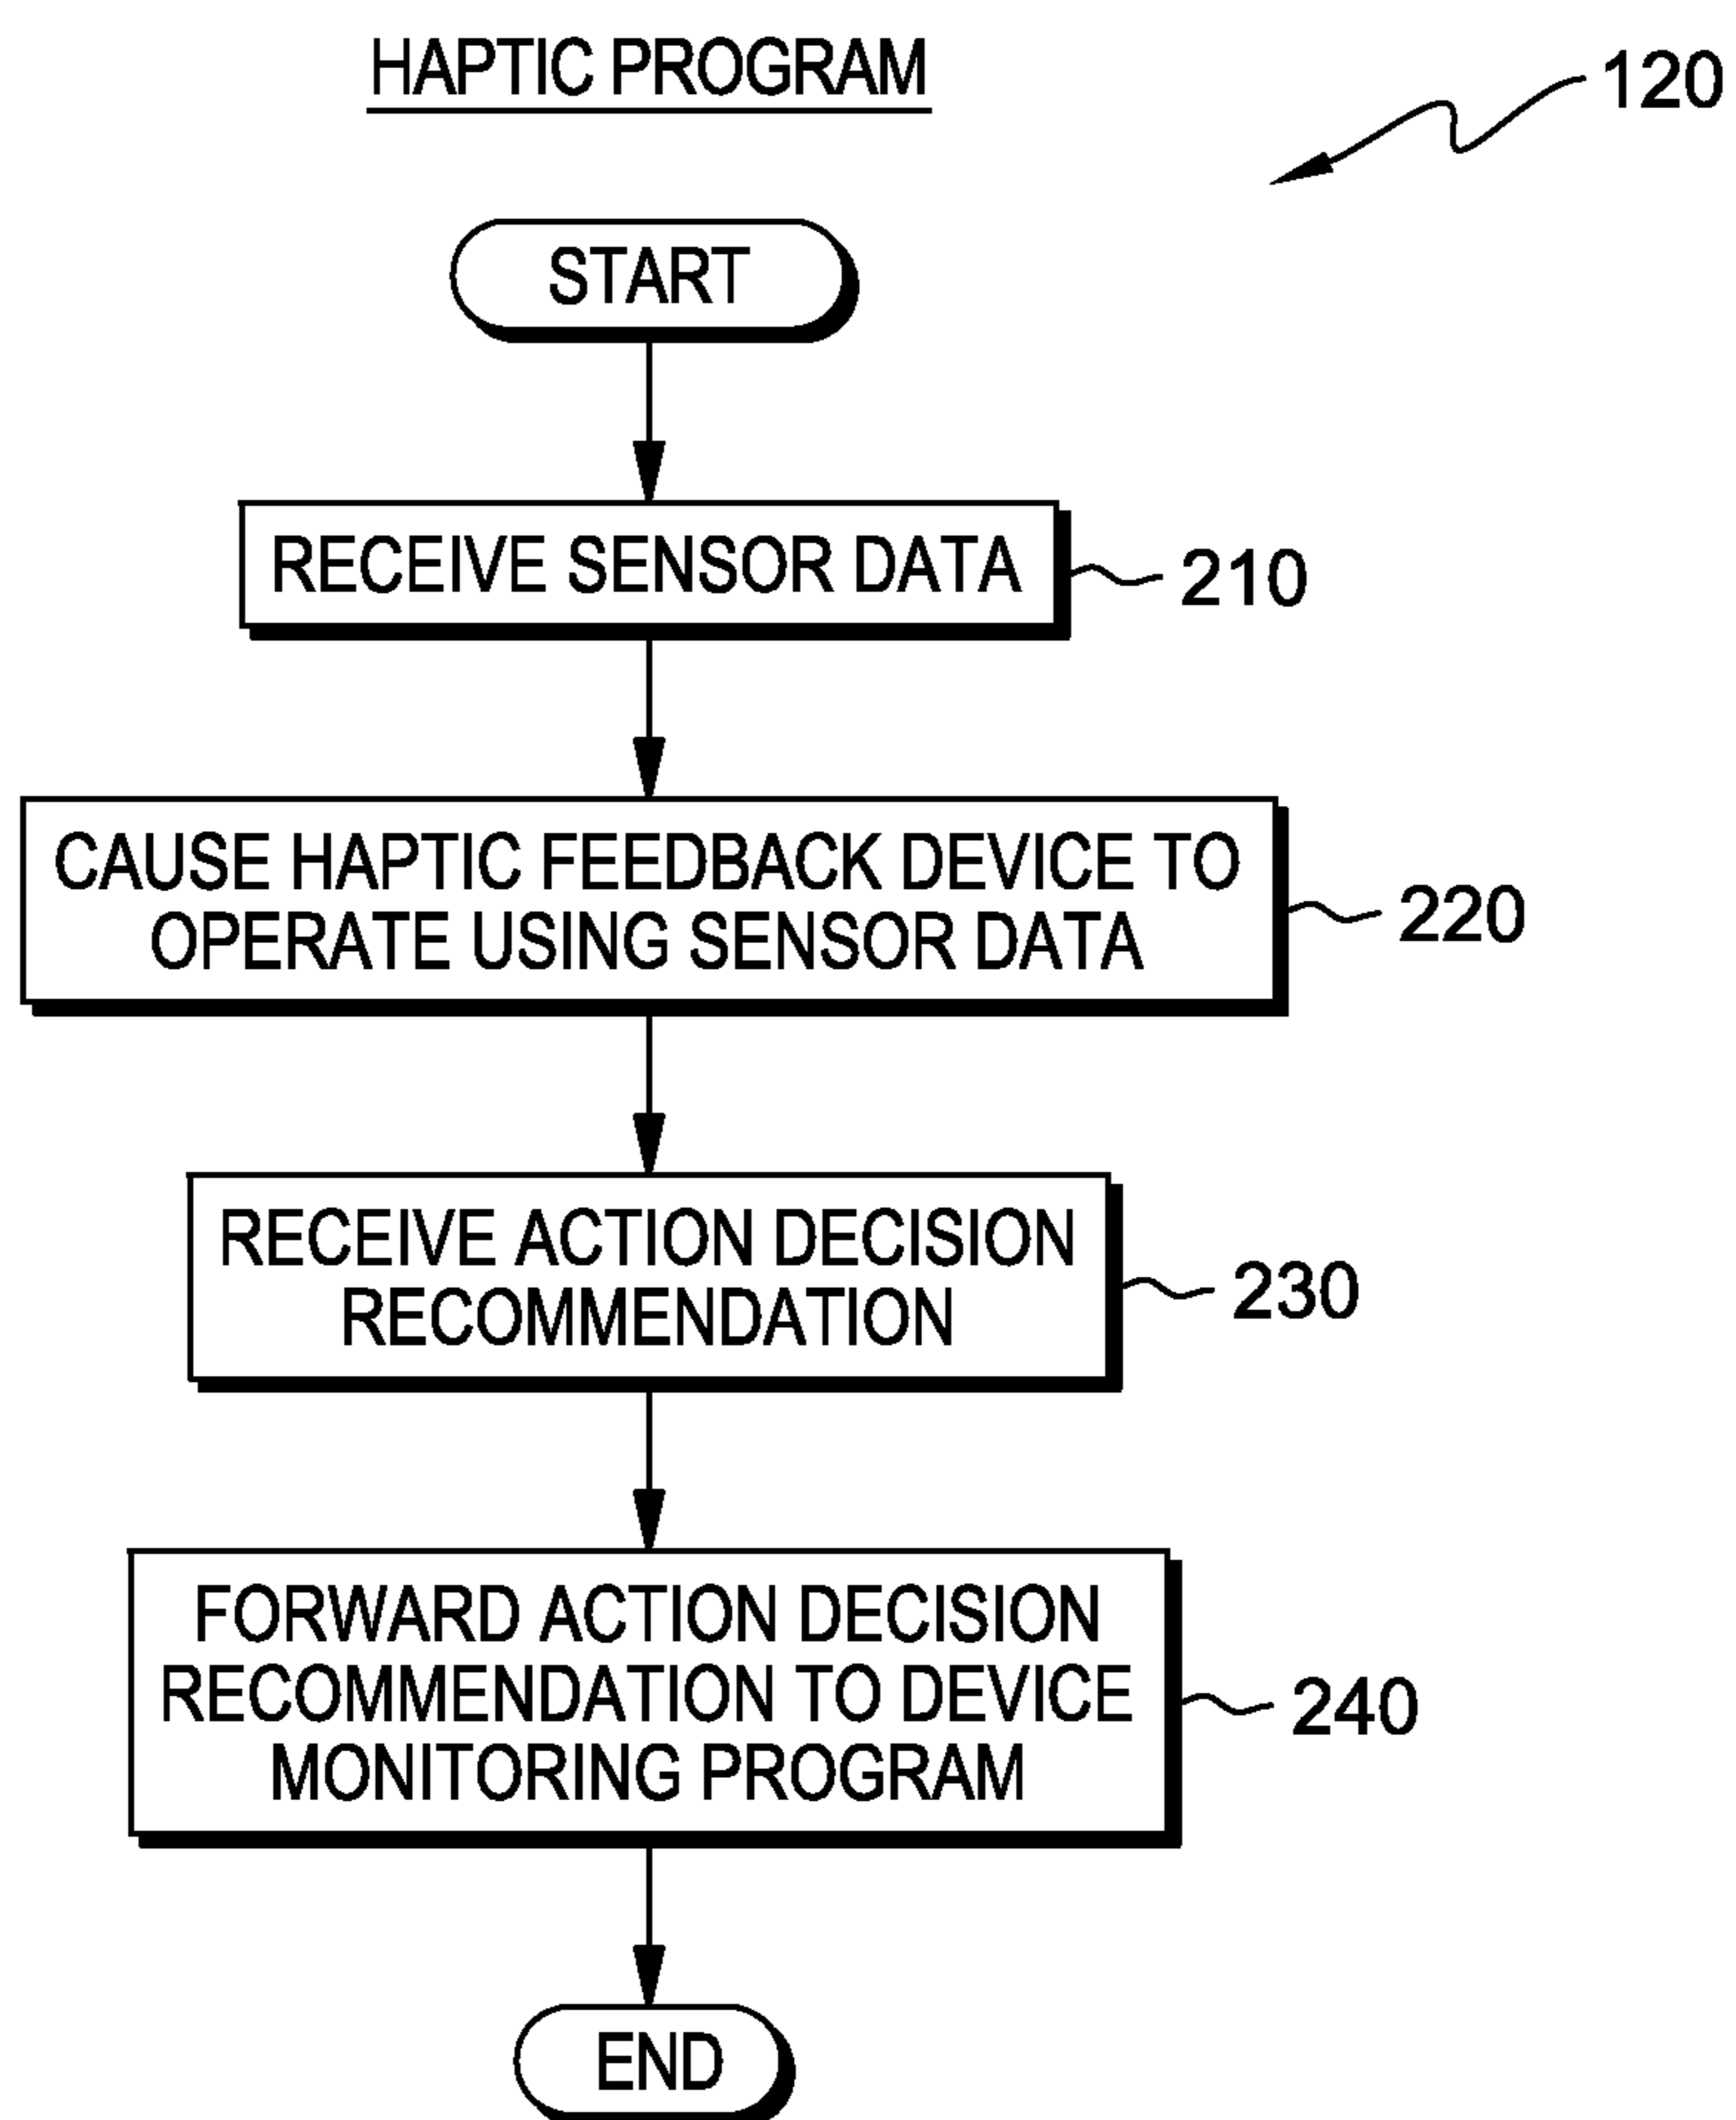 HAPTIC PROGRAM
120
START
RECEIVE SENSOR DATA
210
CAUSE HAPTIC FEEDBACK DEVICE TO
OPERATE USING SENSOR DATA
220
RECEIVE ACTION DECISION
RECOMMENDATION
230
FORWARD ACTION DECISION
RECOMMENDATION TO DEVICE
MONITORING PROGRAM
240
END